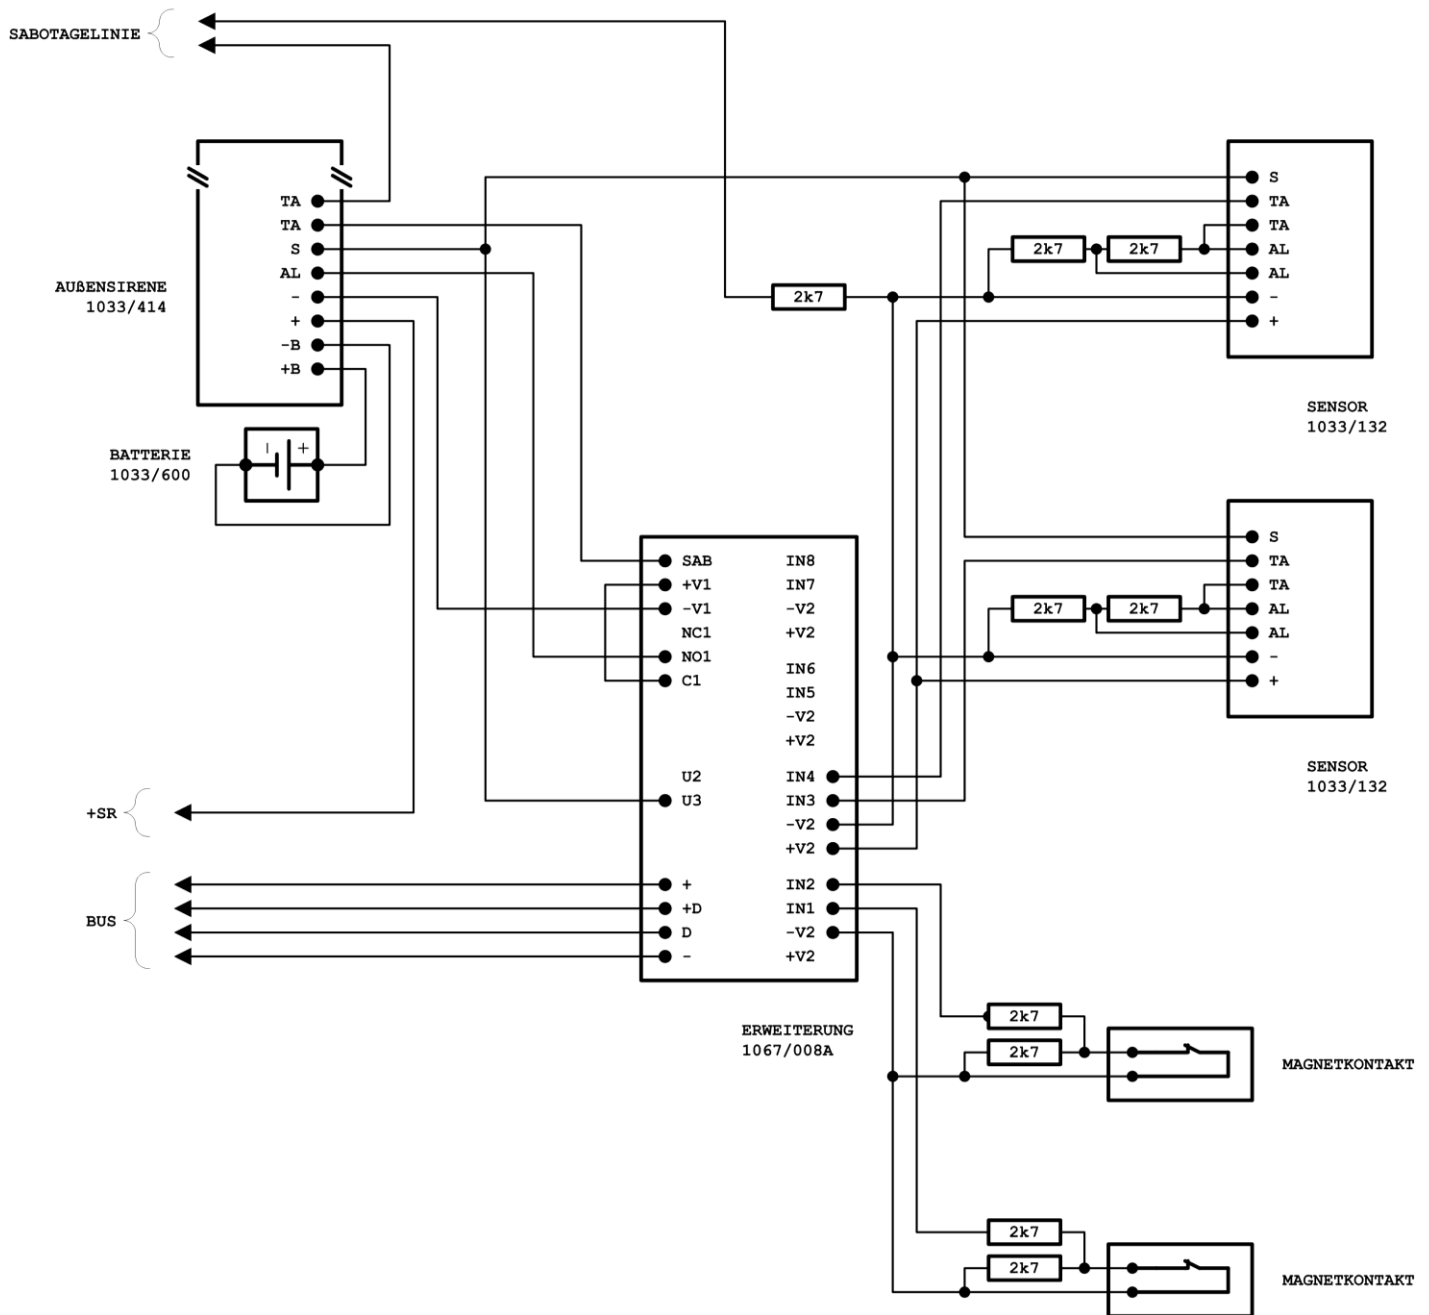 SABOTAGELINIE
TA
TA
S
AL
-
+
-B
+B
AUßENSIRENE
1033/414
BATTERIE
1033/600
- +
2k7
S
TA
TA
AL
AL
-
+
2k7 2k7
SENSOR
1033/132
S
TA
TA
AL
AL
-
+
2k7 2k7
SENSOR
1033/132
SAB IN8
+V1 IN7
-V1 -V2
NC1 +V2
NO1 IN6
C1 IN5
-V2
+V2
U2 IN4
U3 IN3
-V2
+V2
+ IN2
+D IN1
D -V2
- +V2
+SR
BUS
ERWEITERUNG
1067/008A
2k7
2k7
MAGNETKONTAKT
2k7
2k7
MAGNETKONTAKT